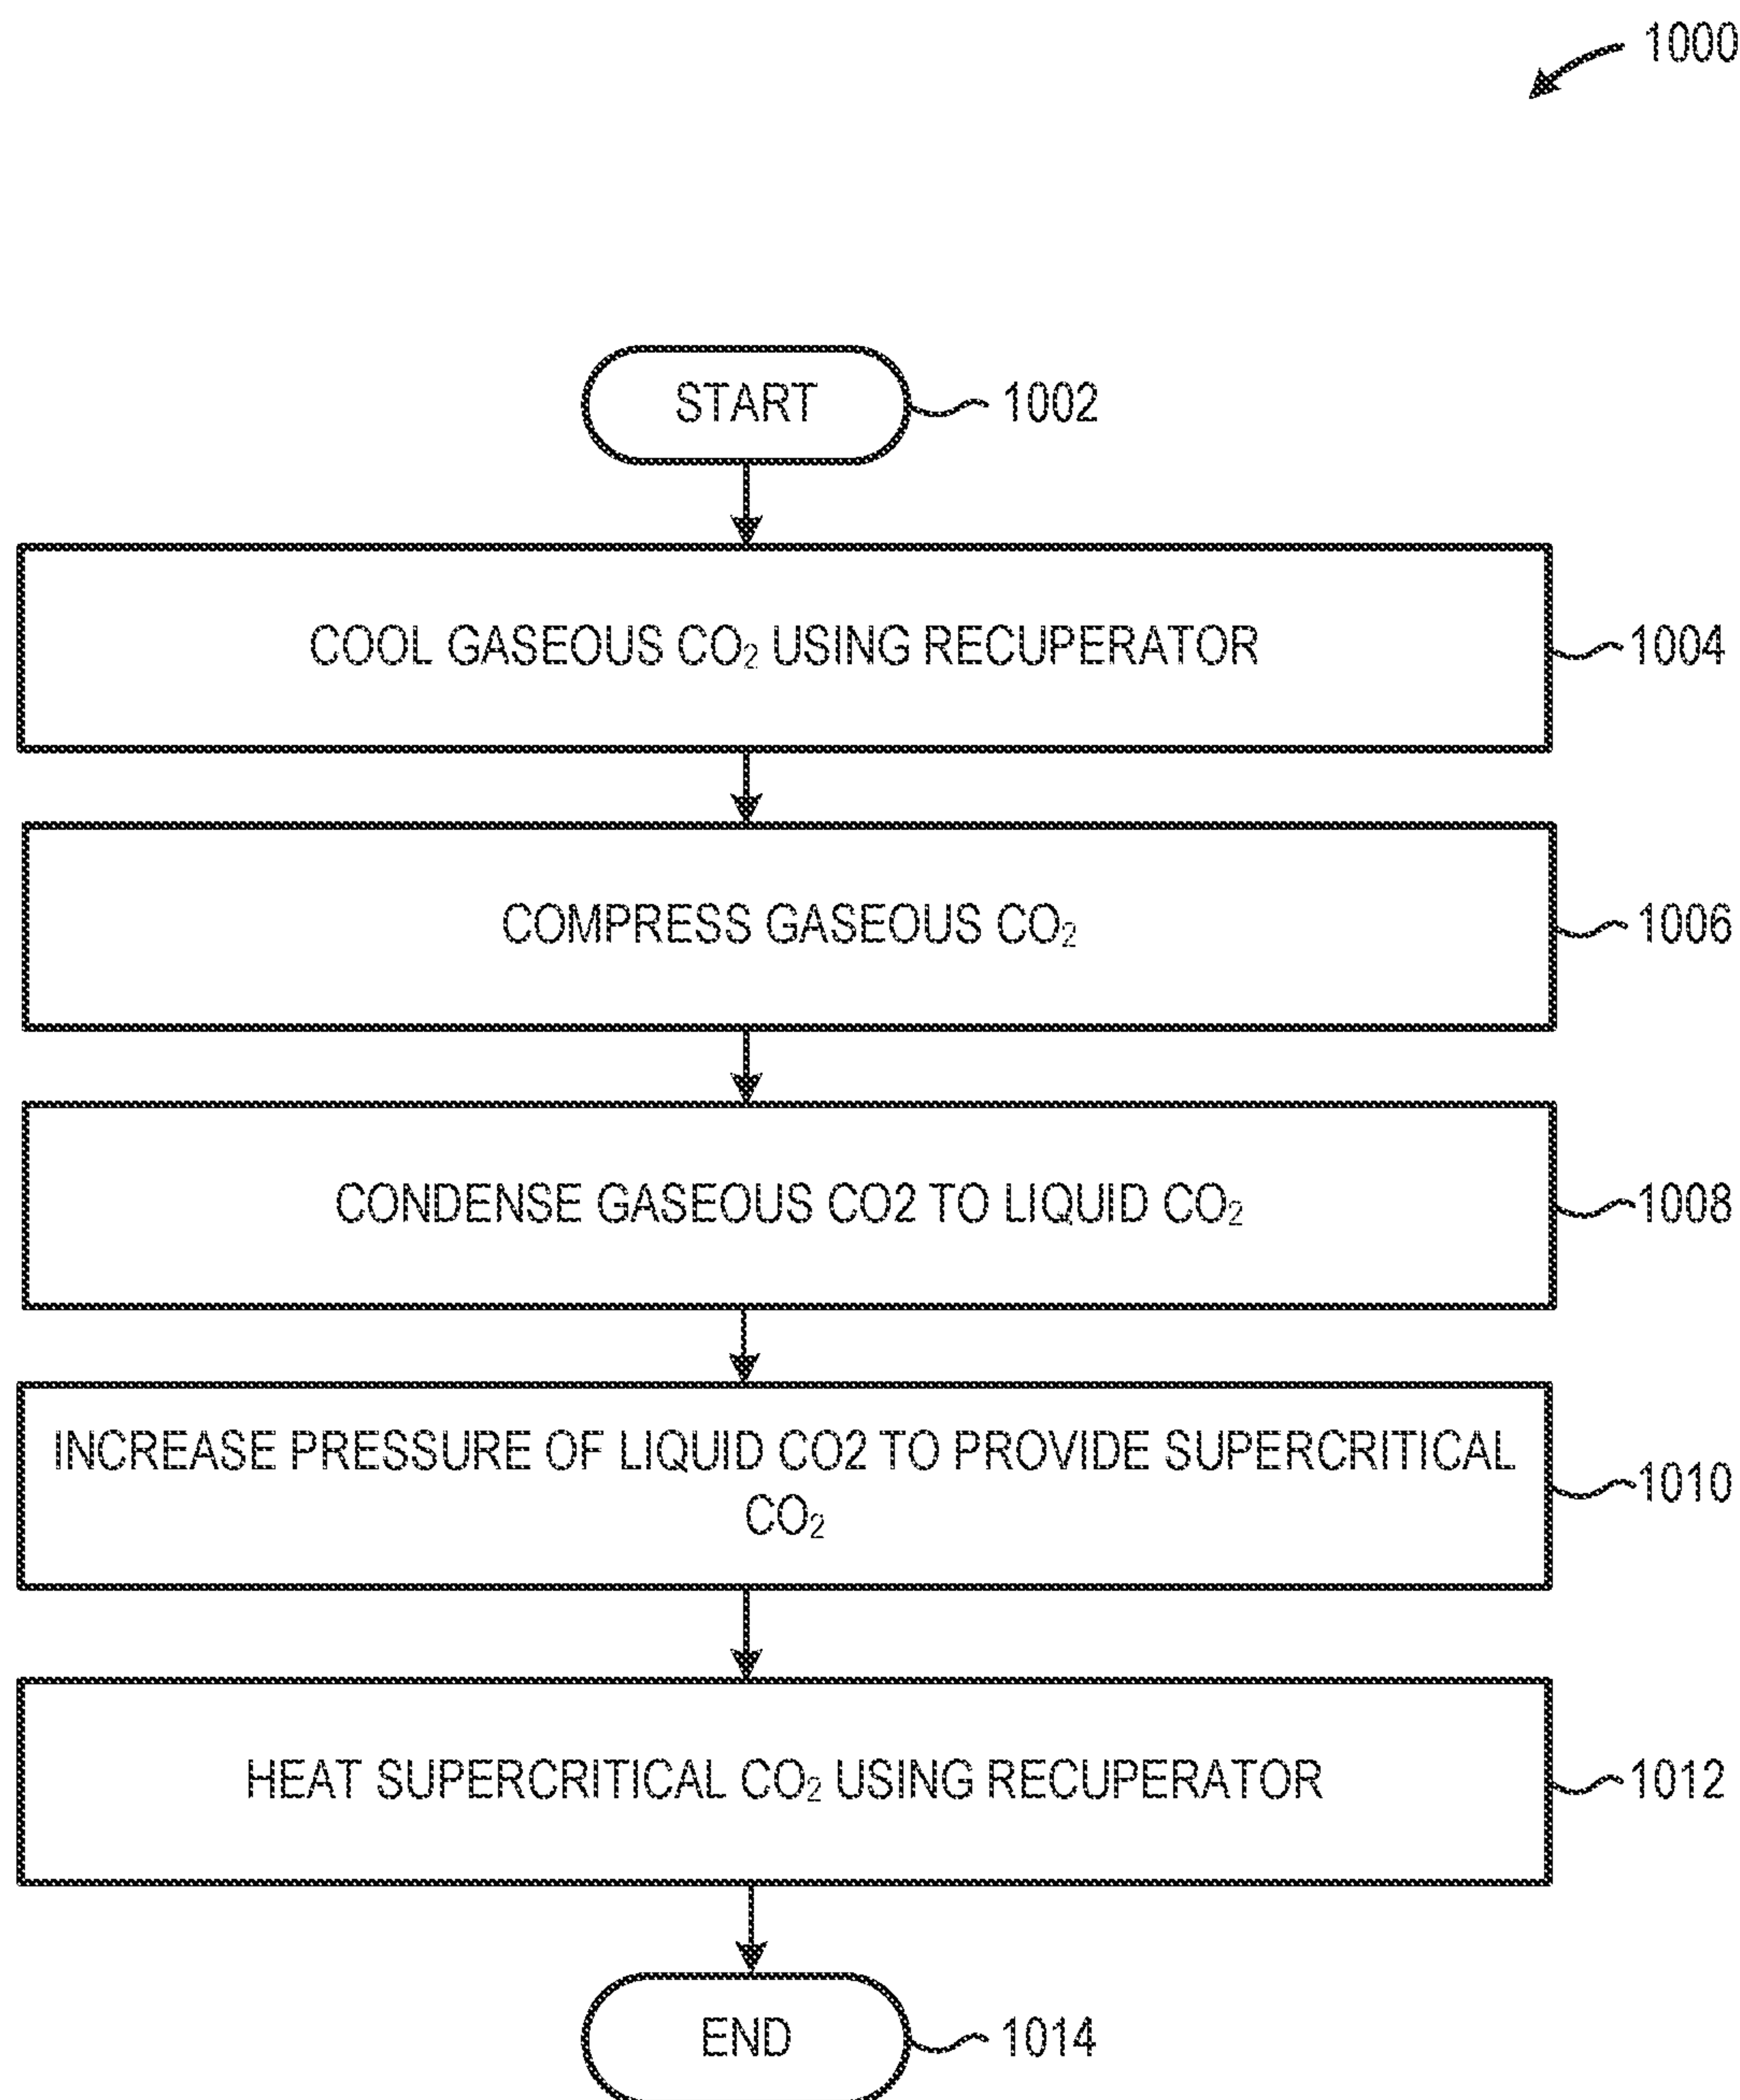 1000
START
1002
COOL GASEOUS CO₂ USING RECUPERATOR
1004
COMPRESS GASEOUS CO₂
1006
CONDENSE GASEOUS CO2 TO LIQUID CO₂
1008
INCREASE PRESSURE OF LIQUID CO2 TO PROVIDE SUPERCRITICAL
CO₂
1010
HEAT SUPERCRITICAL CO₂ USING RECUPERATOR
1012
END
1014